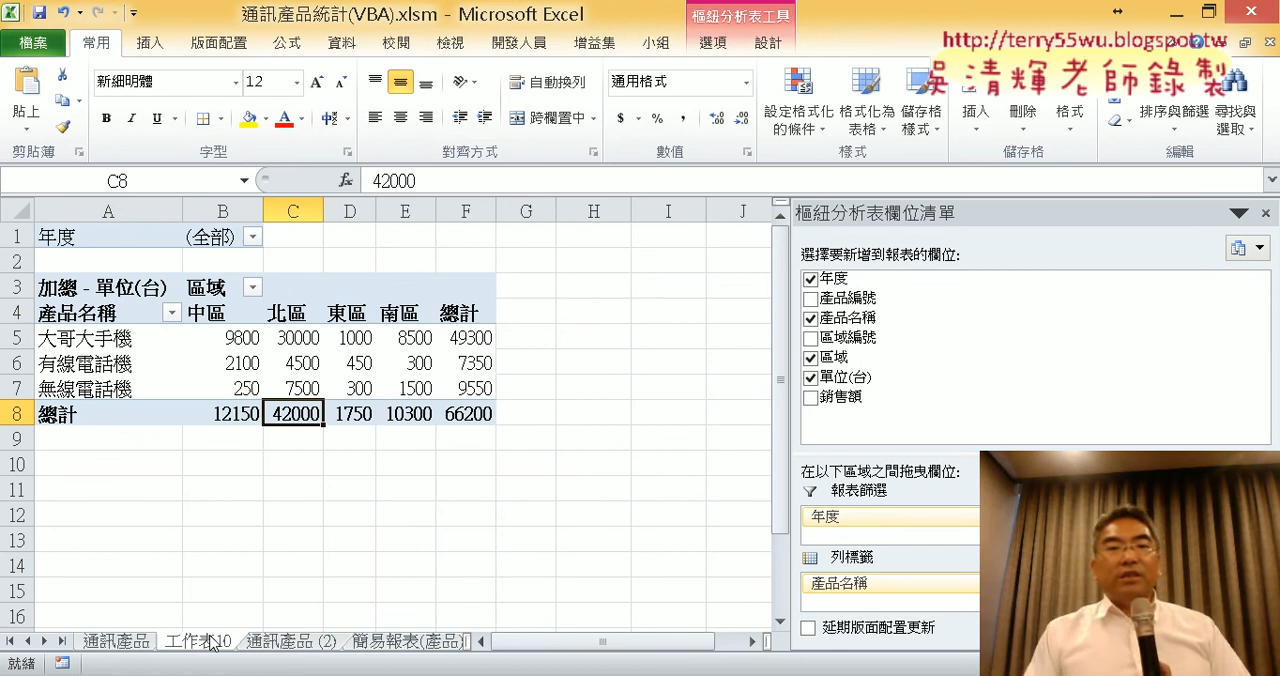 通訊產品統計(VBA).xlsm - Microsoft Excel
樞紐分析表工具
http://terry55wu.blogspot.tw
吳清輝老師錄製
檔案 常用 插入 版面配置 公式 資料 校閱 檢視 開發人員 增益集 小組 選項 設計
新細明體 12 自動換列 通用格式
貼上 B I U A 中 跨欄置中 $ % ,
設定格式化的條件 格式化為表格 儲存格樣式 插入 刪除 格式 排序與篩選 尋找與選取
剪貼簿 字型 對齊方式 數值 樣式 儲存格 編輯
C8 fx 42000
A B C D E F G H I J
1 年度 (全部)
2
3 加總 - 單位(台) 區域
4 產品名稱 中區 北區 東區 南區 總計
5 大哥大手機 9800 30000 1000 8500 49300
6 有線電話機 2100 4500 450 300 7350
7 無線電話機 250 7500 300 1500 9550
8 總計 12150 42000 1750 10300 66200
9
10
11
12
13
14
15
16
樞紐分析表欄位清單
選擇要新增到報表的欄位:
年度
產品編號
產品名稱
區域編號
區域
單位(台)
銷售額
在以下區域之間拖曳欄位:
報表篩選
年度
列標籤
產品名稱
延期版面配置更新
通訊產品 工作表10 通訊產品 (2) 簡易報表(產品)
就緒